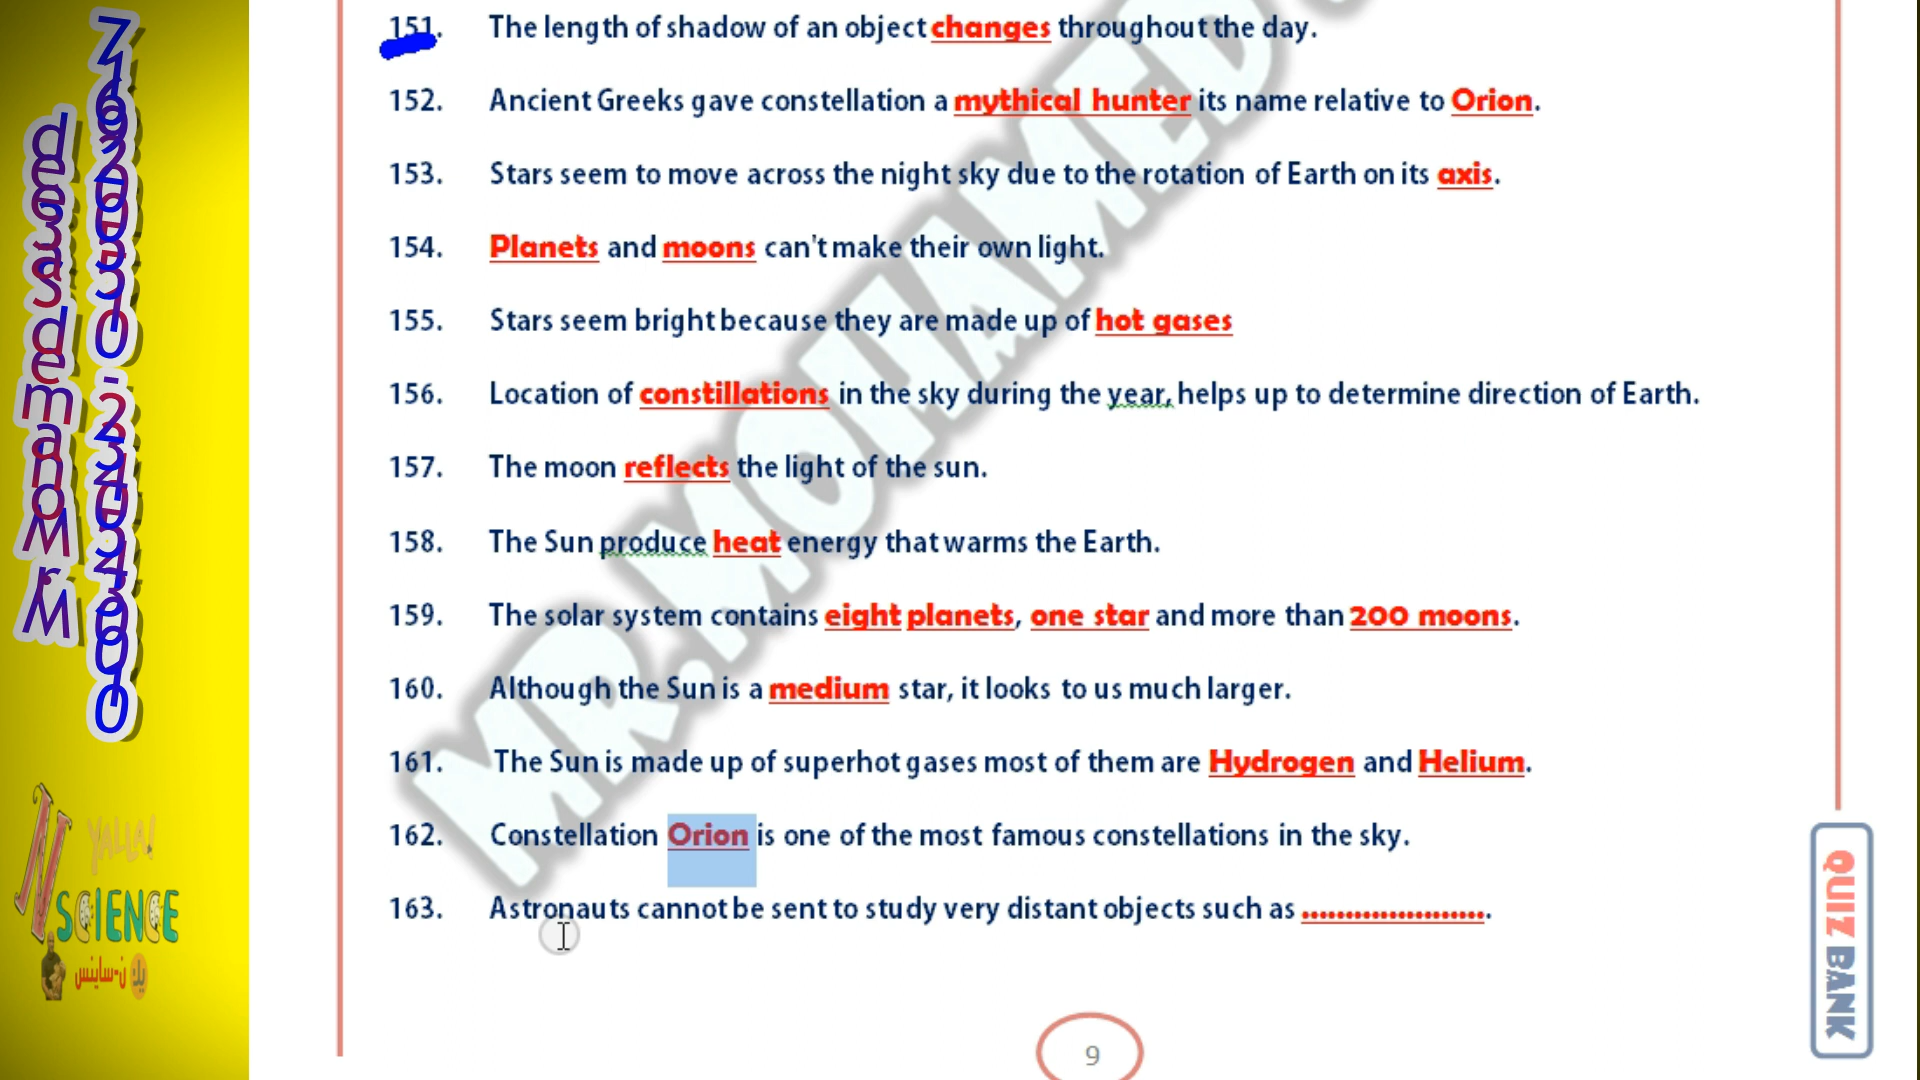 151. The length of shadow of an object changes throughout the day.
152. Ancient Greeks gave constellation a mythical hunter its name relative to Orion.
153. Stars seem to move across the night sky due to the rotation of Earth on its axis.
154. Planets and moons can't make their own light.
155. Stars seem bright because they are made up of hot gases
156. Location of constillations in the sky during the year, helps up to determine direction of Earth.
157. The moon reflects the light of the sun.
158. The Sun produce heat energy that warms the Earth.
159. The solar system contains eight planets, one star and more than 200 moons.
160. Although the Sun is a medium star, it looks to us much larger.
161. The Sun is made up of superhot gases most of them are Hydrogen and Helium.
162. Constellation Orion is one of the most famous constellations in the sky.
163. Astronauts cannot be sent to study very distant objects such as .....................
9
QUIZ BANK
MR.MOHAMED
YALLA!
N
SCIENCE
يلا ن-ساينس